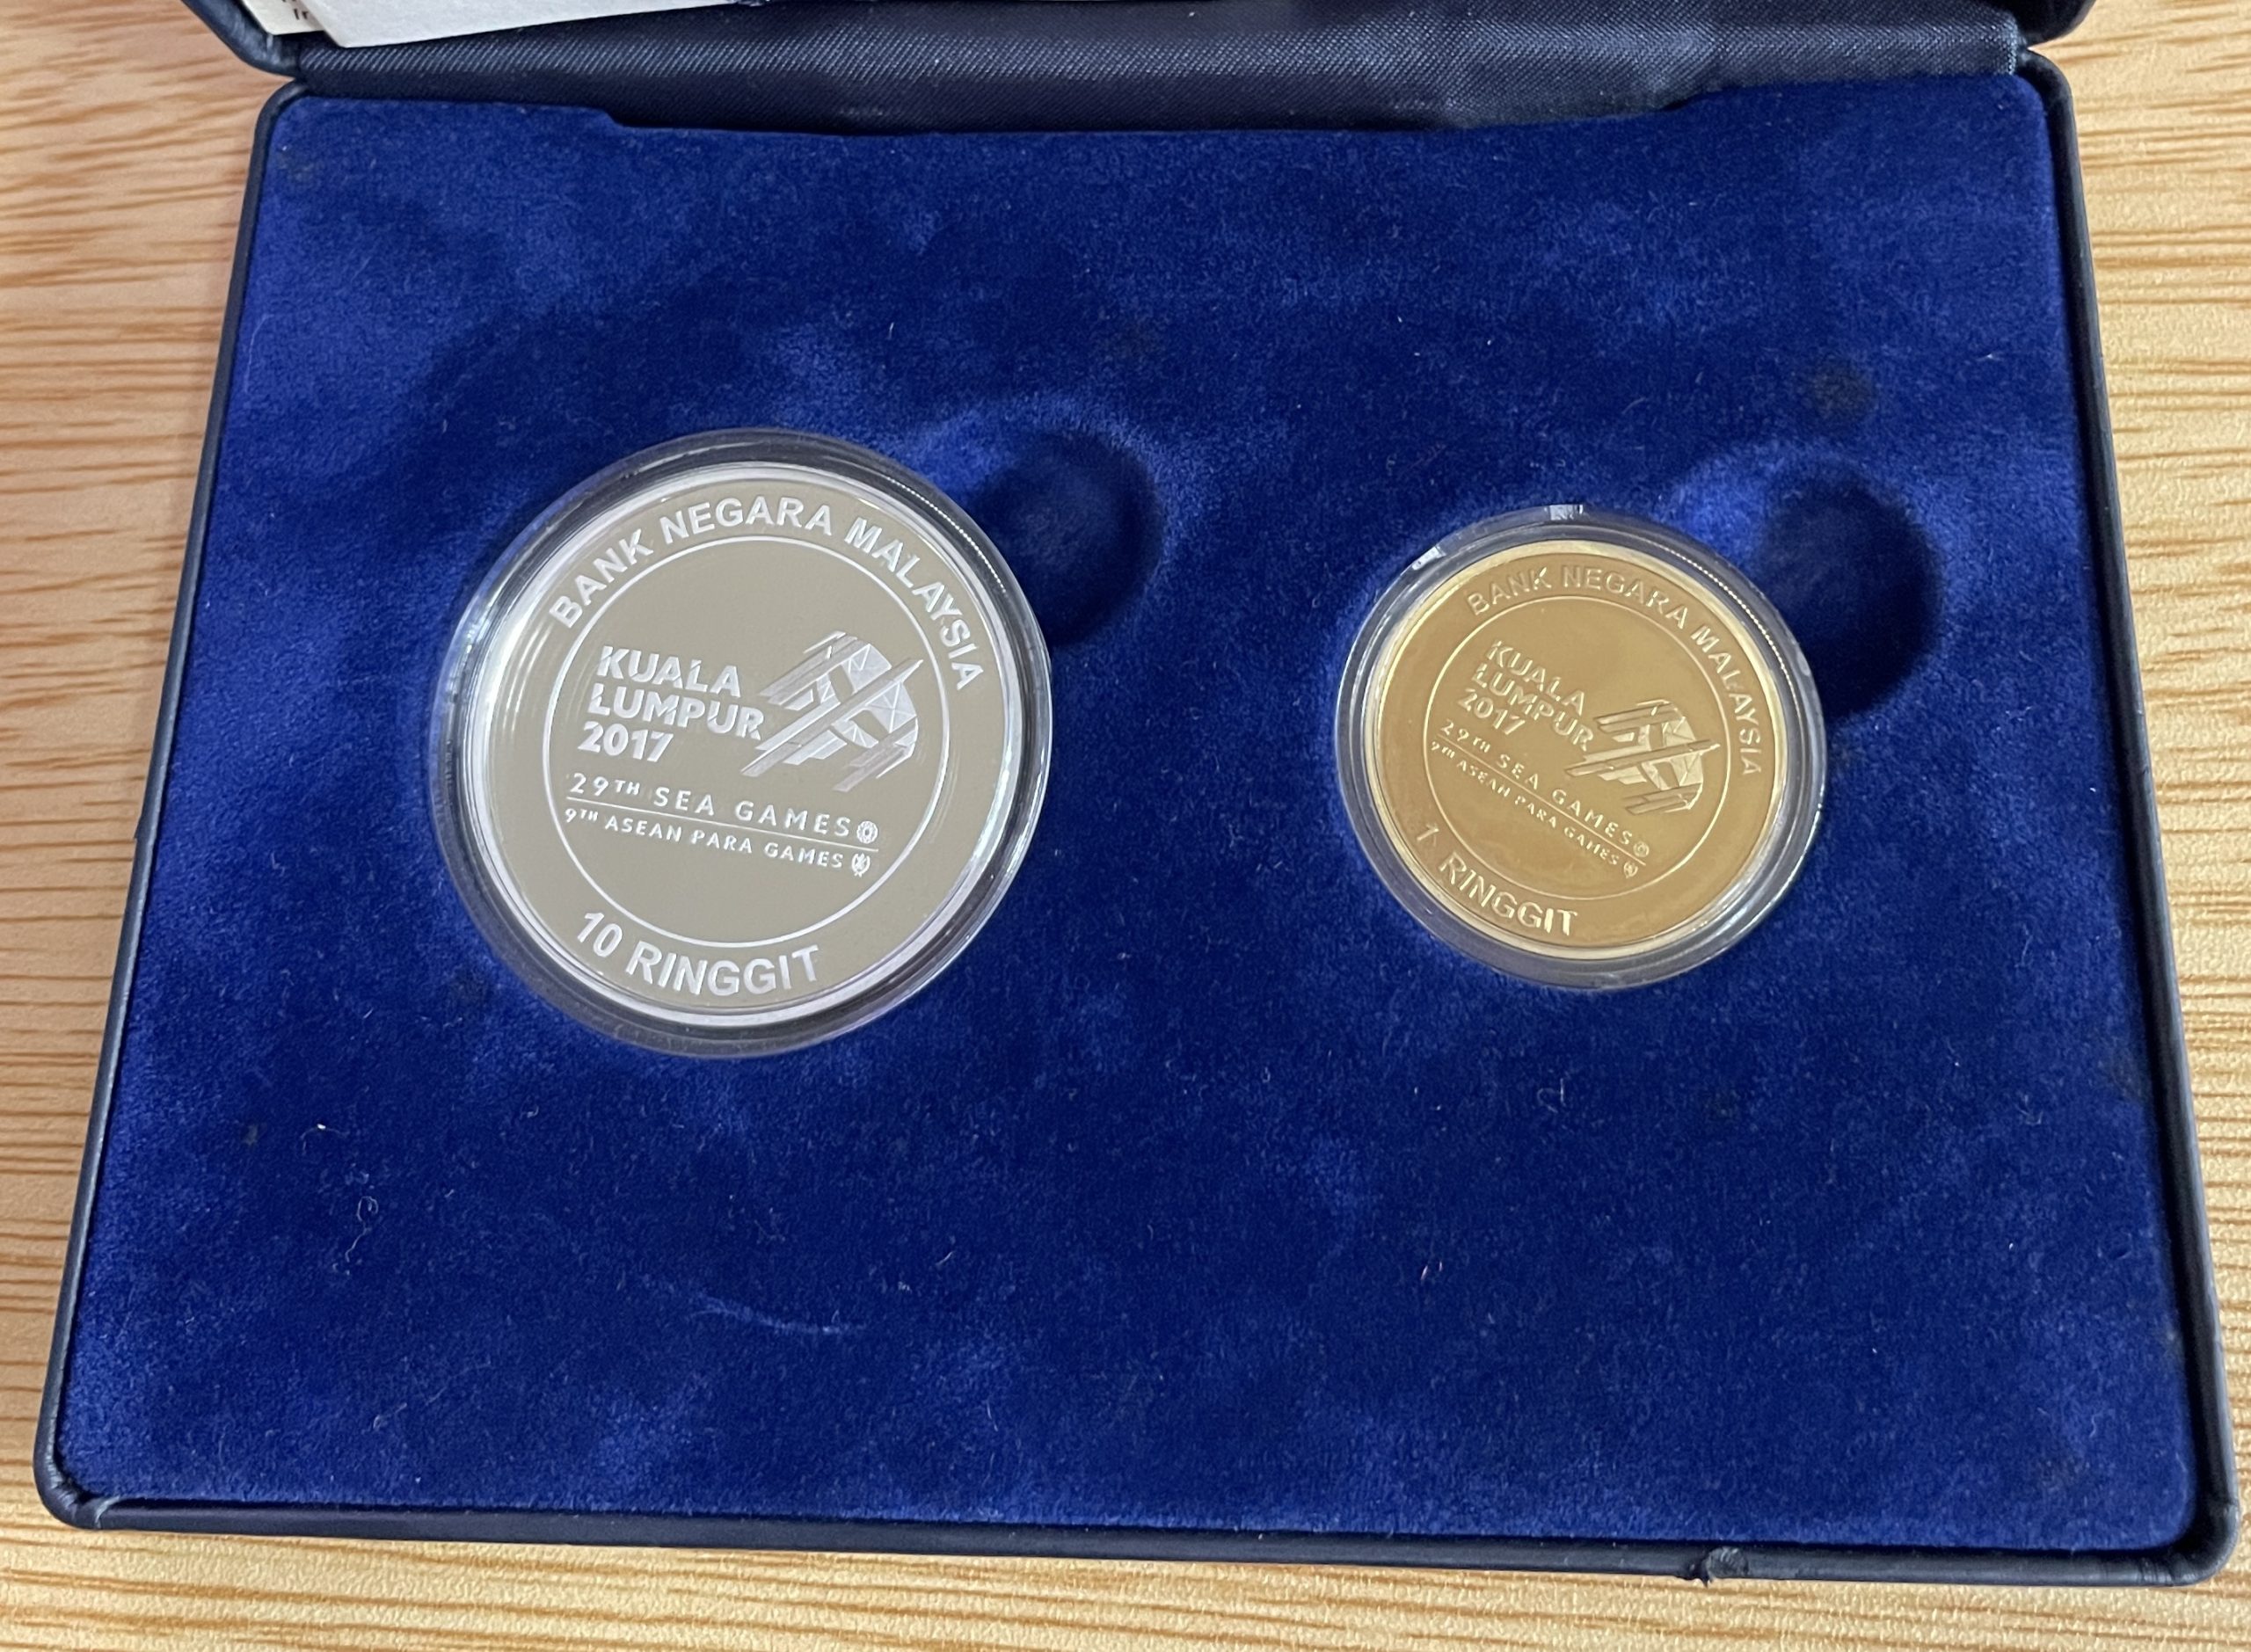 BANK NEGARA MALAYSIA
KUALA
LUMPUR
2017
29TH SEA GAMES
9TH ASEAN PARA GAMES
10 RINGGIT
BANK NEGARA MALAYSIA
KUALA
LUMPUR
2017
29TH SEA GAMES
9TH ASEAN PARA GAMES
1 RINGGIT